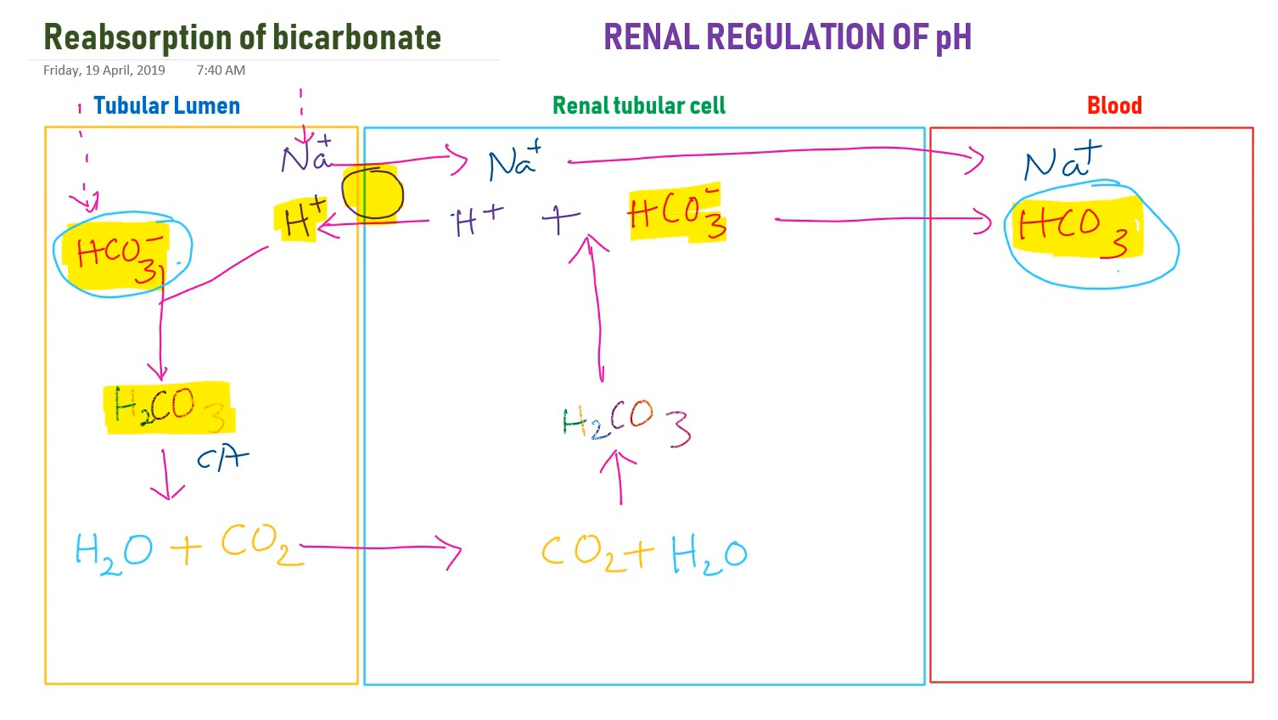 Reabsorption of bicarbonate
RENAL REGULATION OF pH
Friday, 19 April, 2019 7:40 AM
Tubular Lumen
Renal tubular cell
Blood
Na⁺
Na⁺
Na⁺
H⁺
H⁺ + HCO₃⁻
HCO₃
HCO₃⁻
H₂CO₃
H₂CO₃
CA
H₂O + CO₂
CO₂ + H₂O